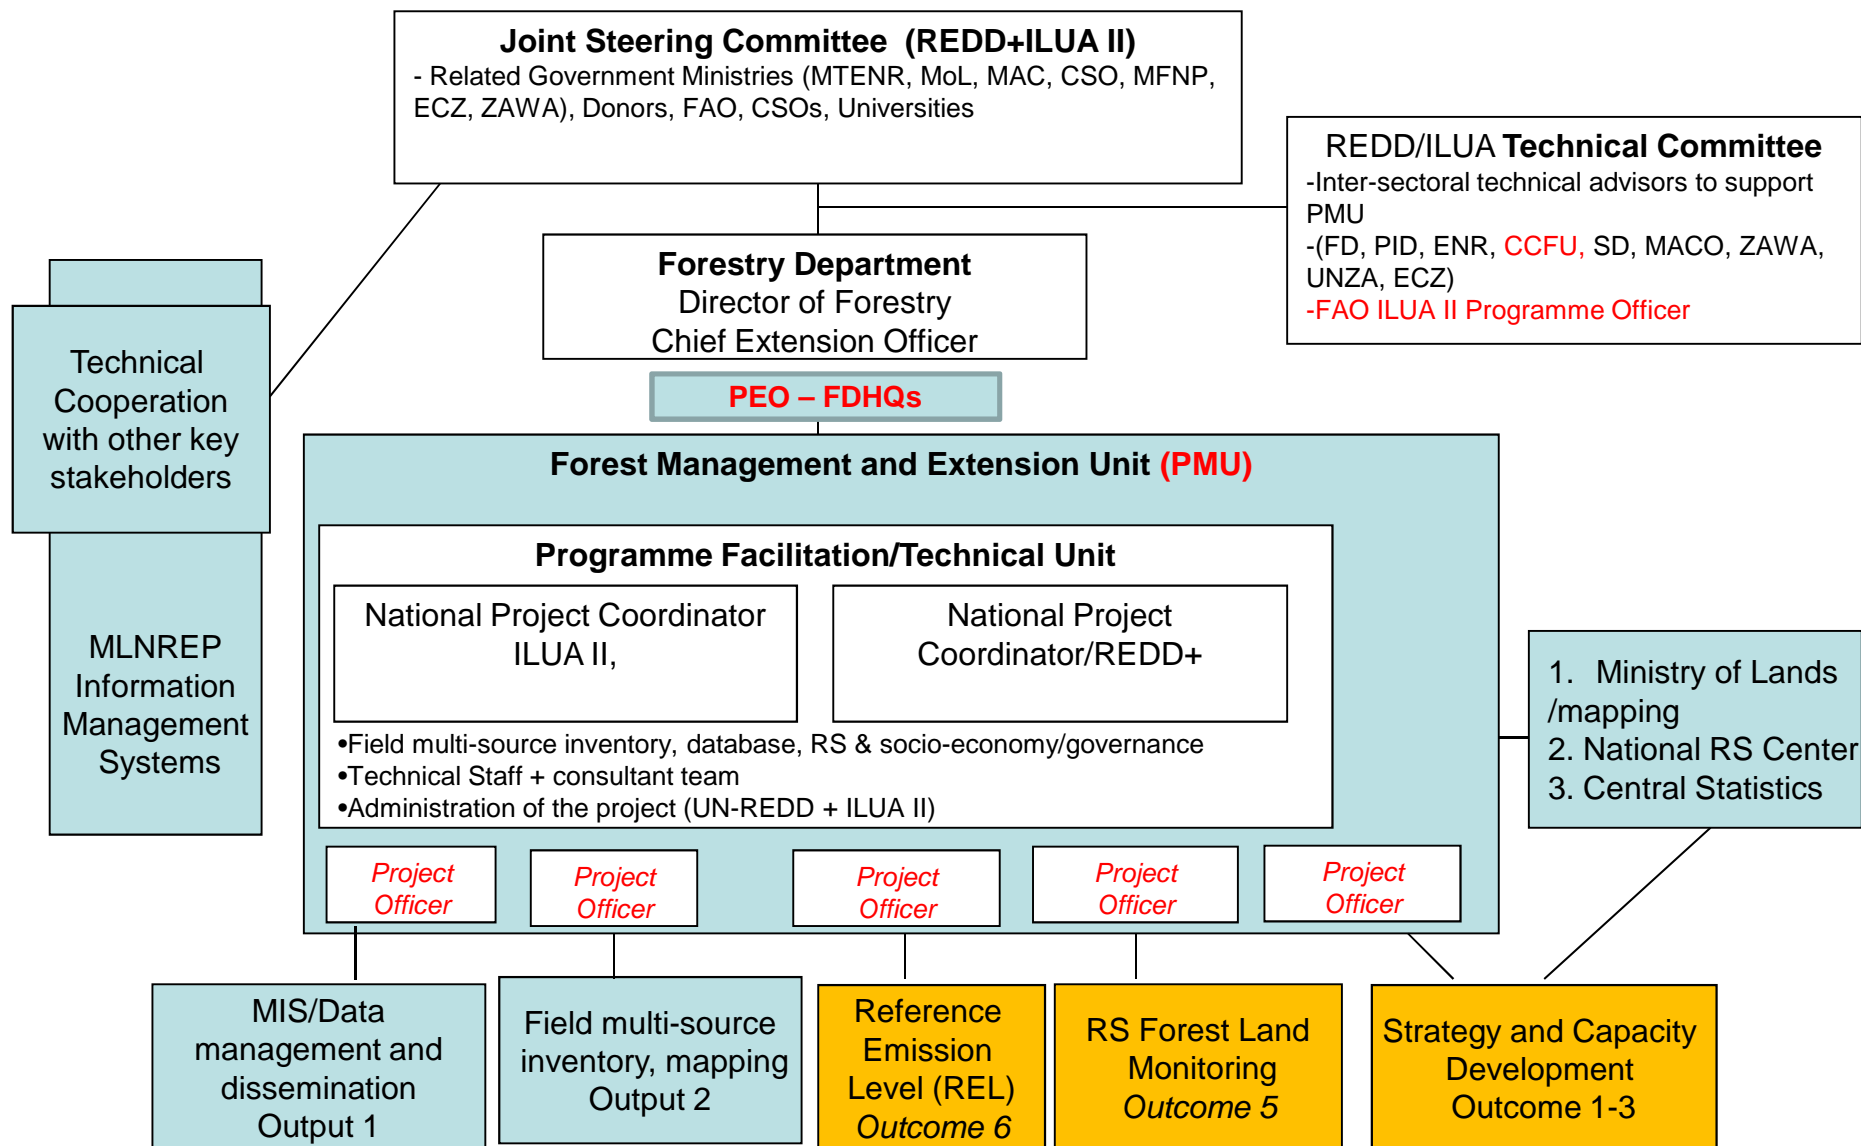 Joint Steering Committee (REDD+ILUA II)
- Related Government Ministries (MTENR, MoL, MAC, CSO, MFNP,
ECZ, ZAWA), Donors, FAO, CSOs, Universities
REDD/ILUA Technical Committee
-Inter-sectoral technical advisors to support
PMU
-(FD, PID, ENR, CCFU, SD, MACO, ZAWA,
UNZA, ECZ)
-FAO ILUA II Programme Officer
Forestry Department
Director of Forestry
Chief Extension Officer
PEO – FDHQs
Technical
Cooperation
with other key
stakeholders
MLNREP
Information
Management
Systems
Forest Management and Extension Unit (PMU)
Programme Facilitation/Technical Unit
National Project Coordinator
ILUA II,
National Project
Coordinator/REDD+
•Field multi-source inventory, database, RS & socio-economy/governance
•Technical Staff + consultant team
•Administration of the project (UN-REDD + ILUA II)
1. Ministry of Lands
/mapping
2. National RS Center
3. Central Statistics
Project
Officer
Project
Officer
Project
Officer
Project
Officer
Project
Officer
MIS/Data
management and
dissemination
Output 1
Field multi-source
inventory, mapping
Output 2
Reference
Emission
Level (REL)
Outcome 6
RS Forest Land
Monitoring
Outcome 5
Strategy and Capacity
Development
Outcome 1-3